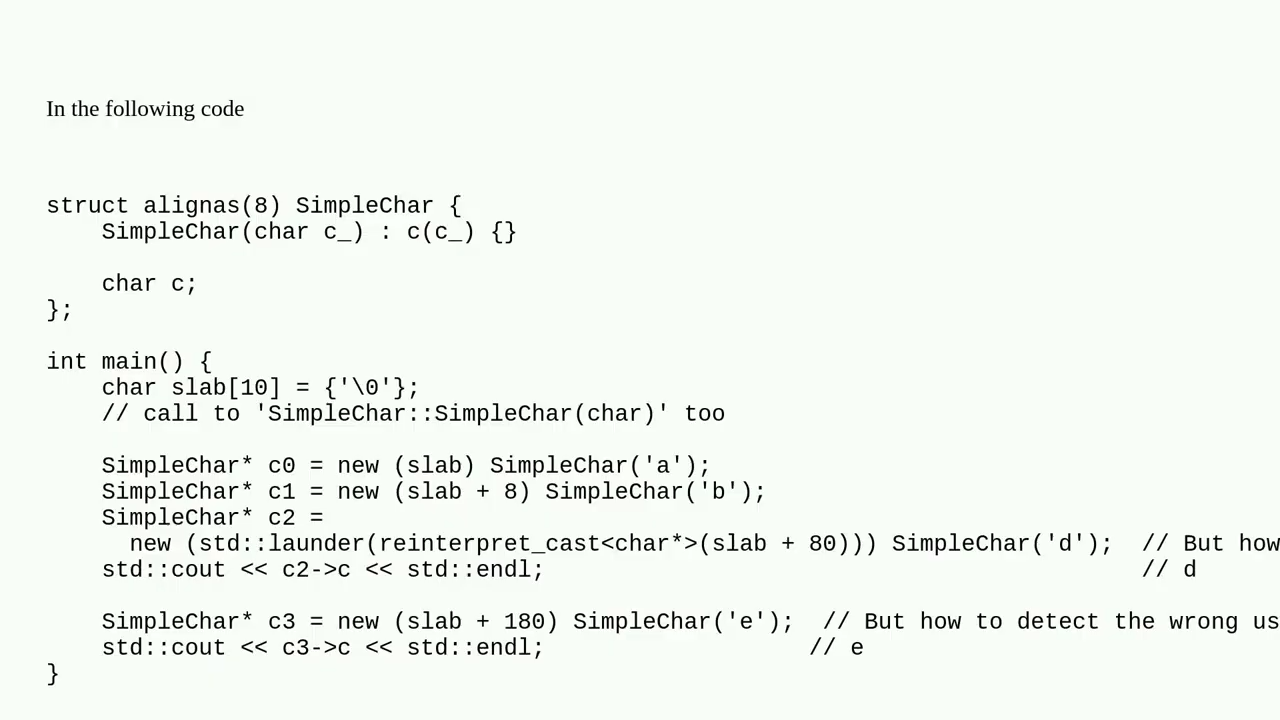 In the following code
struct alignas(8) SimpleChar {
    SimpleChar(char c_) : c(c_) {}
    char c;
};
int main() {
    char slab[10] = {'\0'};
    // call to 'SimpleChar::SimpleChar(char)' too
    SimpleChar* c0 = new (slab) SimpleChar('a');
    SimpleChar* c1 = new (slab + 8) SimpleChar('b');
    SimpleChar* c2 =
      new (std::launder(reinterpret_cast<char*>(slab + 80))) SimpleChar('d');  // But how
    std::cout << c2->c << std::endl;                                           // d
    SimpleChar* c3 = new (slab + 180) SimpleChar('e');  // But how to detect the wrong us
    std::cout << c3->c << std::endl;                   // e
}